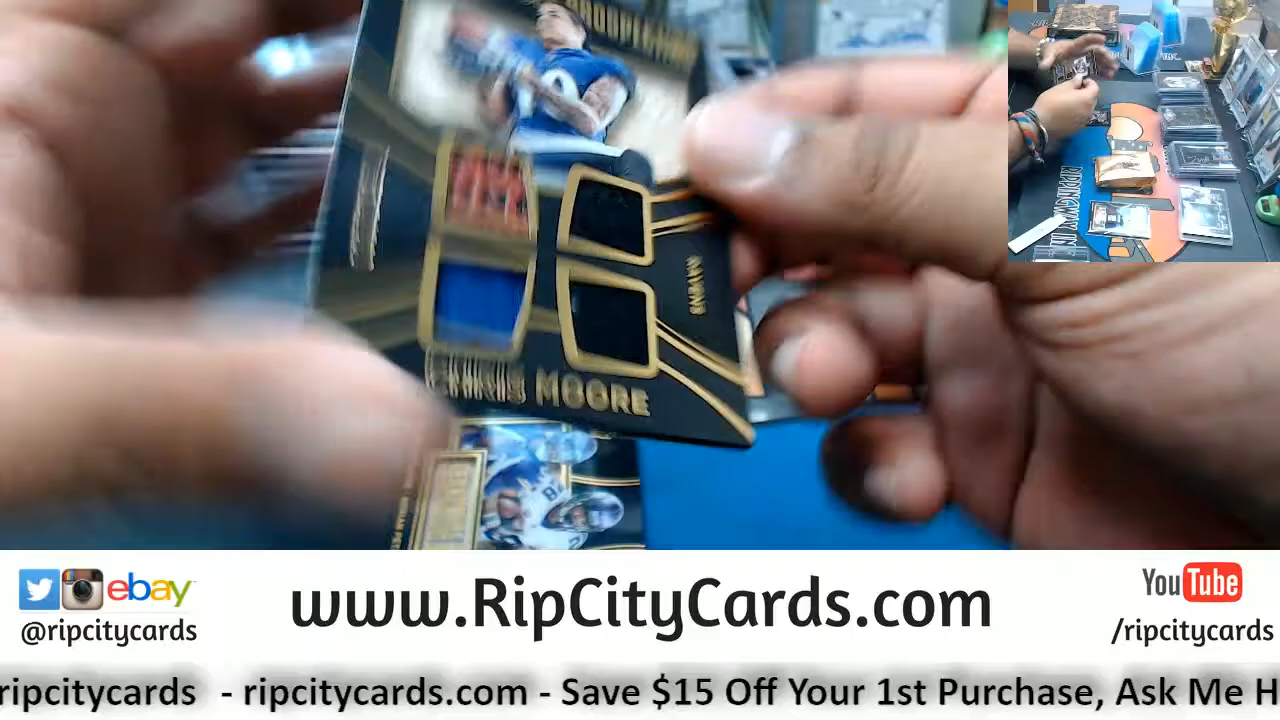 CHRIS MOORE
RAVENS
ebay
@ripcitycards
www.RipCityCards.com
YouTube
/ripcitycards
ripcitycards - ripcitycards.com - Save $15 Off Your 1st Purchase, Ask Me H